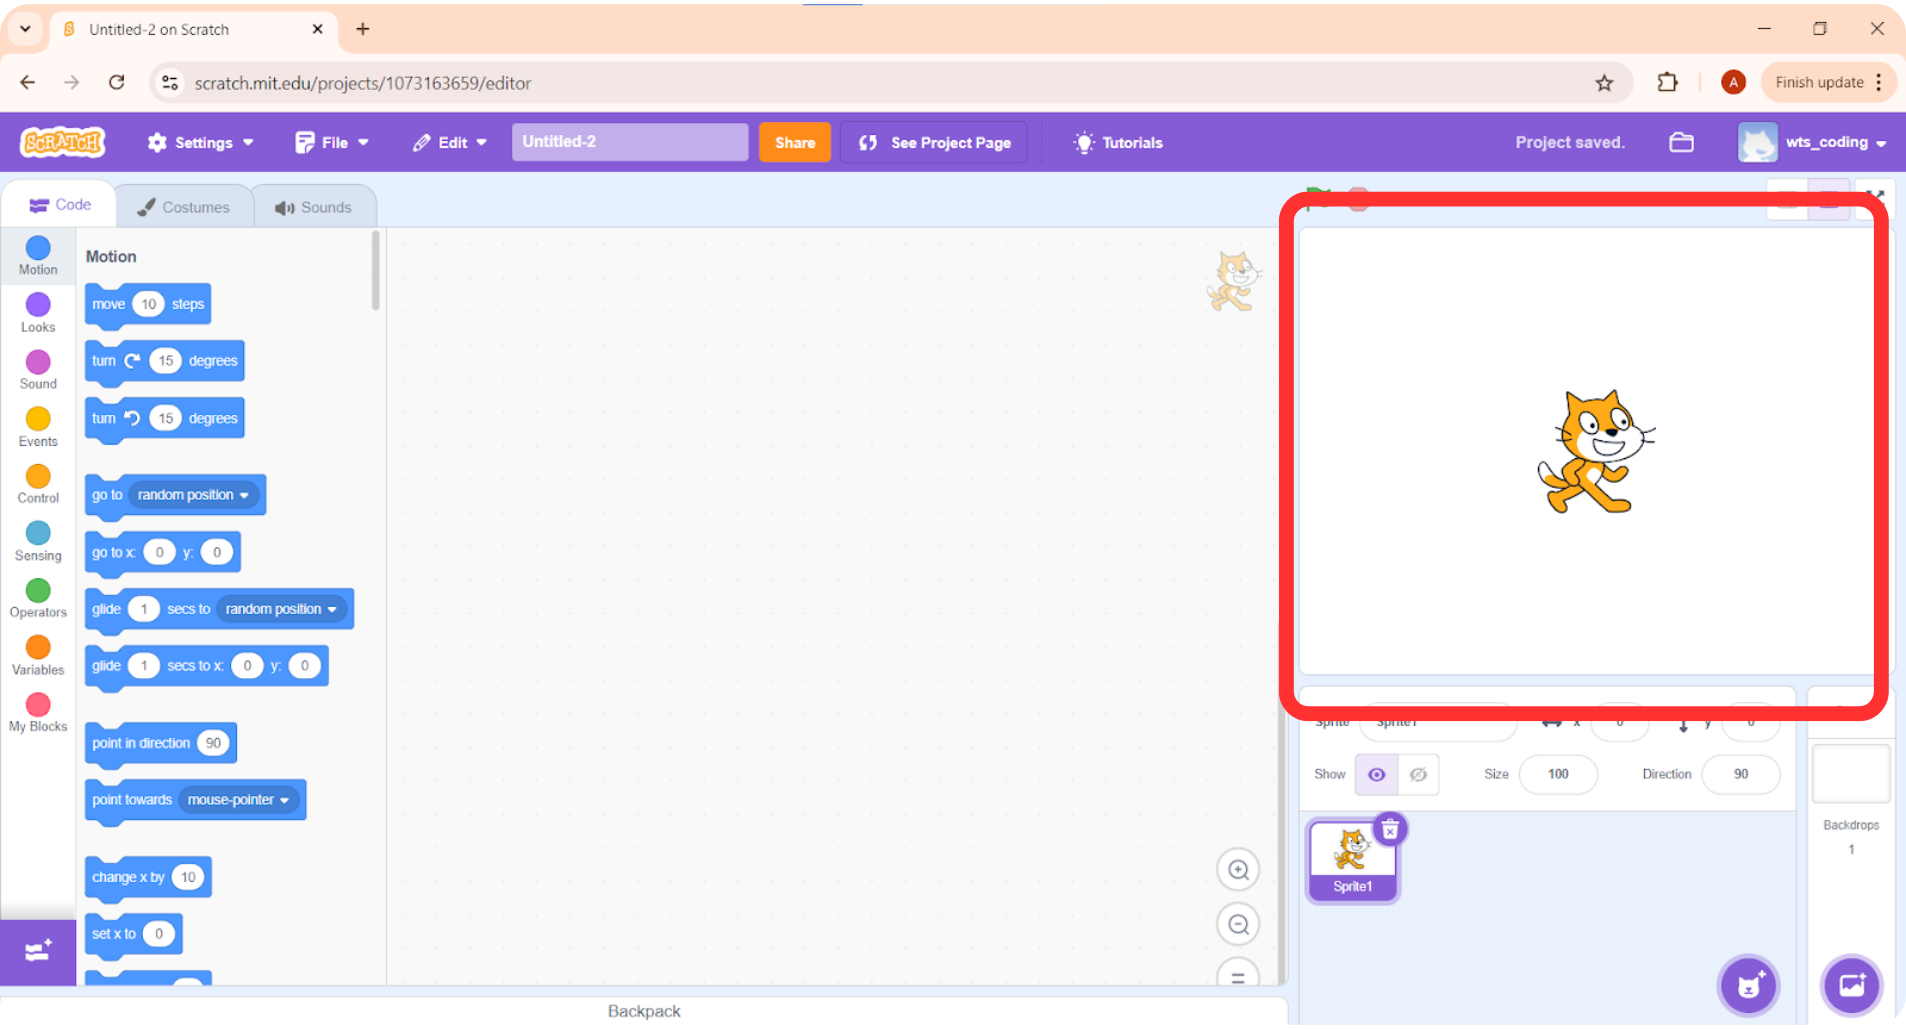 Untitled-2 on Scratch
scratch.mit.edu/projects/1073163659/editor
A
Finish update
SCRATCH
Settings
File
Edit
Untitled-2
Share
See Project Page
Tutorials
Project saved.
wts_coding
Code
Costumes
Sounds
Motion
Looks
Sound
Events
Control
Sensing
Operators
Variables
My Blocks
Motion
move 10 steps
turn 15 degrees
turn 15 degrees
go to random position
go to x: 0 y: 0
glide 1 secs to random position
glide 1 secs to x: 0 y: 0
point in direction 90
point towards mouse-pointer
change x by 10
set x to 0
Sprite Sprite1 x 0 y 0
Show Size 100 Direction 90
Sprite1
Backdrops
1
Backpack